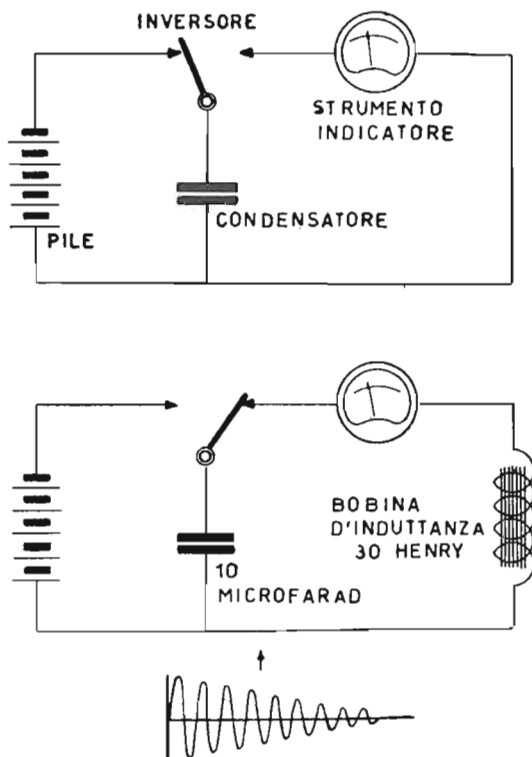 INVERSORE
STRUMENTO
INDICATORE
PILE
CONDENSATORE
BOBINA
D'INDUTTANZA
30 HENRY
10
MICROFARAD